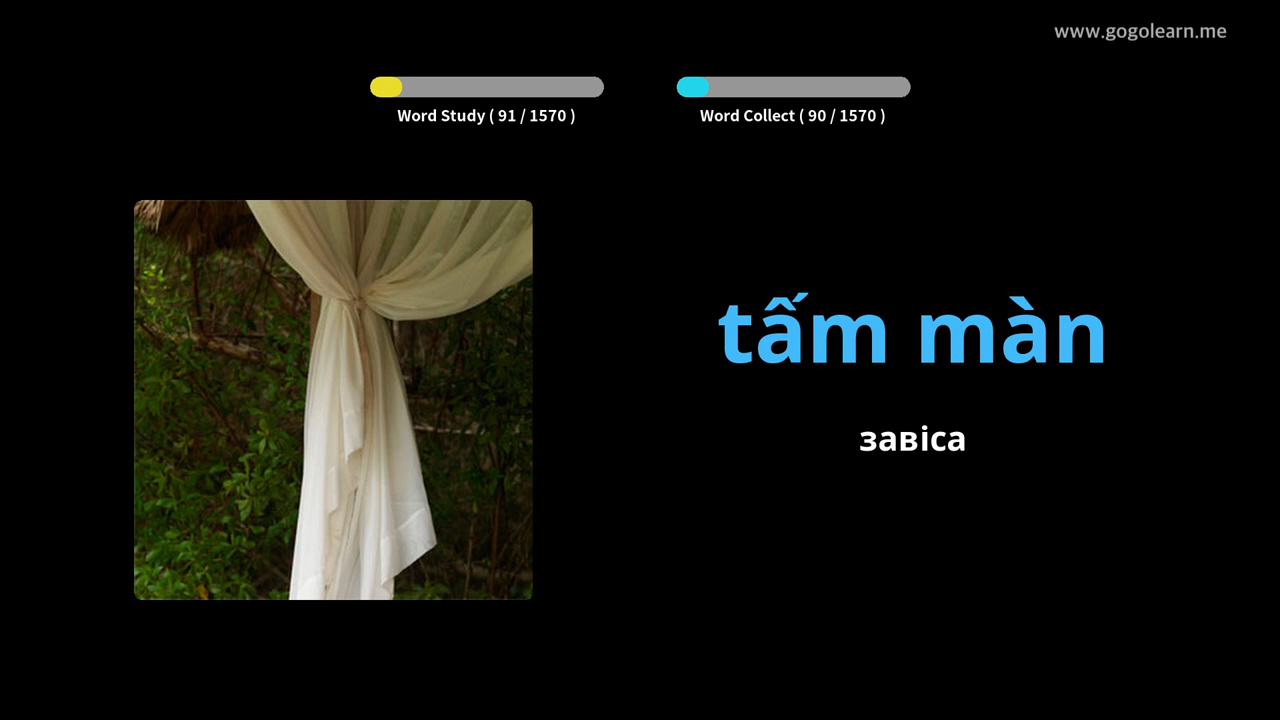 www.gogolearn.me
Word Study ( 91 / 1570 )
Word Collect ( 90 / 1570 )
tấm màn
завіса